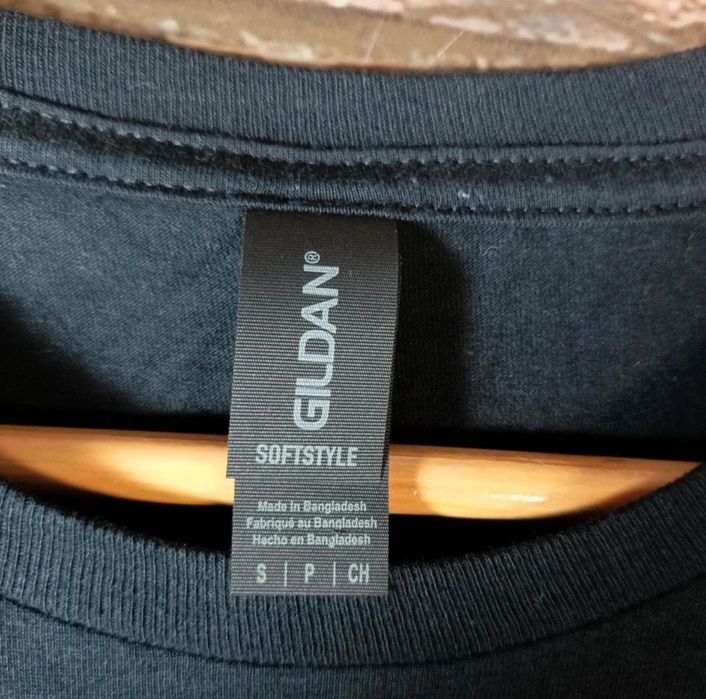 GILDAN®
SOFTSTYLE
Made in Bangladesh
Fabriqué au Bangladesh
Hecho en Bangladesh
S | P | CH